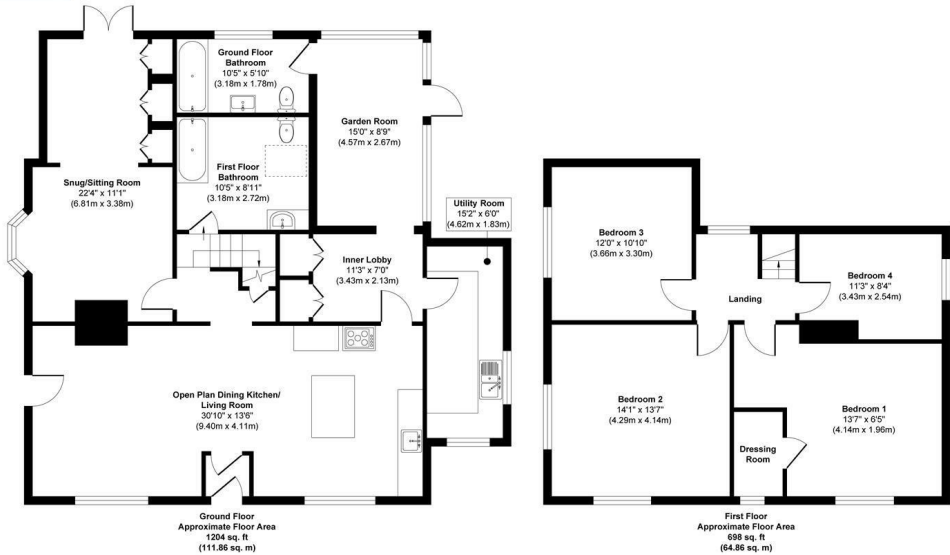 Ground Floor
Bathroom
10'5" x 5'10"
(3.18m x 1.78m)
Garden Room
15'0" x 8'9"
(4.57m x 2.67m)
First Floor
Bathroom
10'5" x 8'11"
(3.18m x 2.72m)
Snug/Sitting Room
22'4" x 11'1"
(6.81m x 3.38m)
Utility Room
15'2" x 6'0"
(4.62m x 1.83m)
Inner Lobby
11'3" x 7'0"
(3.43m x 2.13m)
Open Plan Dining Kitchen/
Living Room
30'10" x 13'6"
(9.40m x 4.11m)
Ground Floor
Approximate Floor Area
1204 sq. ft
(111.86 sq. m)
Bedroom 3
12'0" x 10'10"
(3.66m x 3.30m)
Bedroom 4
11'3" x 8'4"
(3.43m x 2.54m)
Landing
Bedroom 2
14'1" x 13'7"
(4.29m x 4.14m)
Bedroom 1
13'7" x 6'5"
(4.14m x 1.96m)
Dressing
Room
First Floor
Approximate Floor Area
698 sq. ft
(64.86 sq. m)